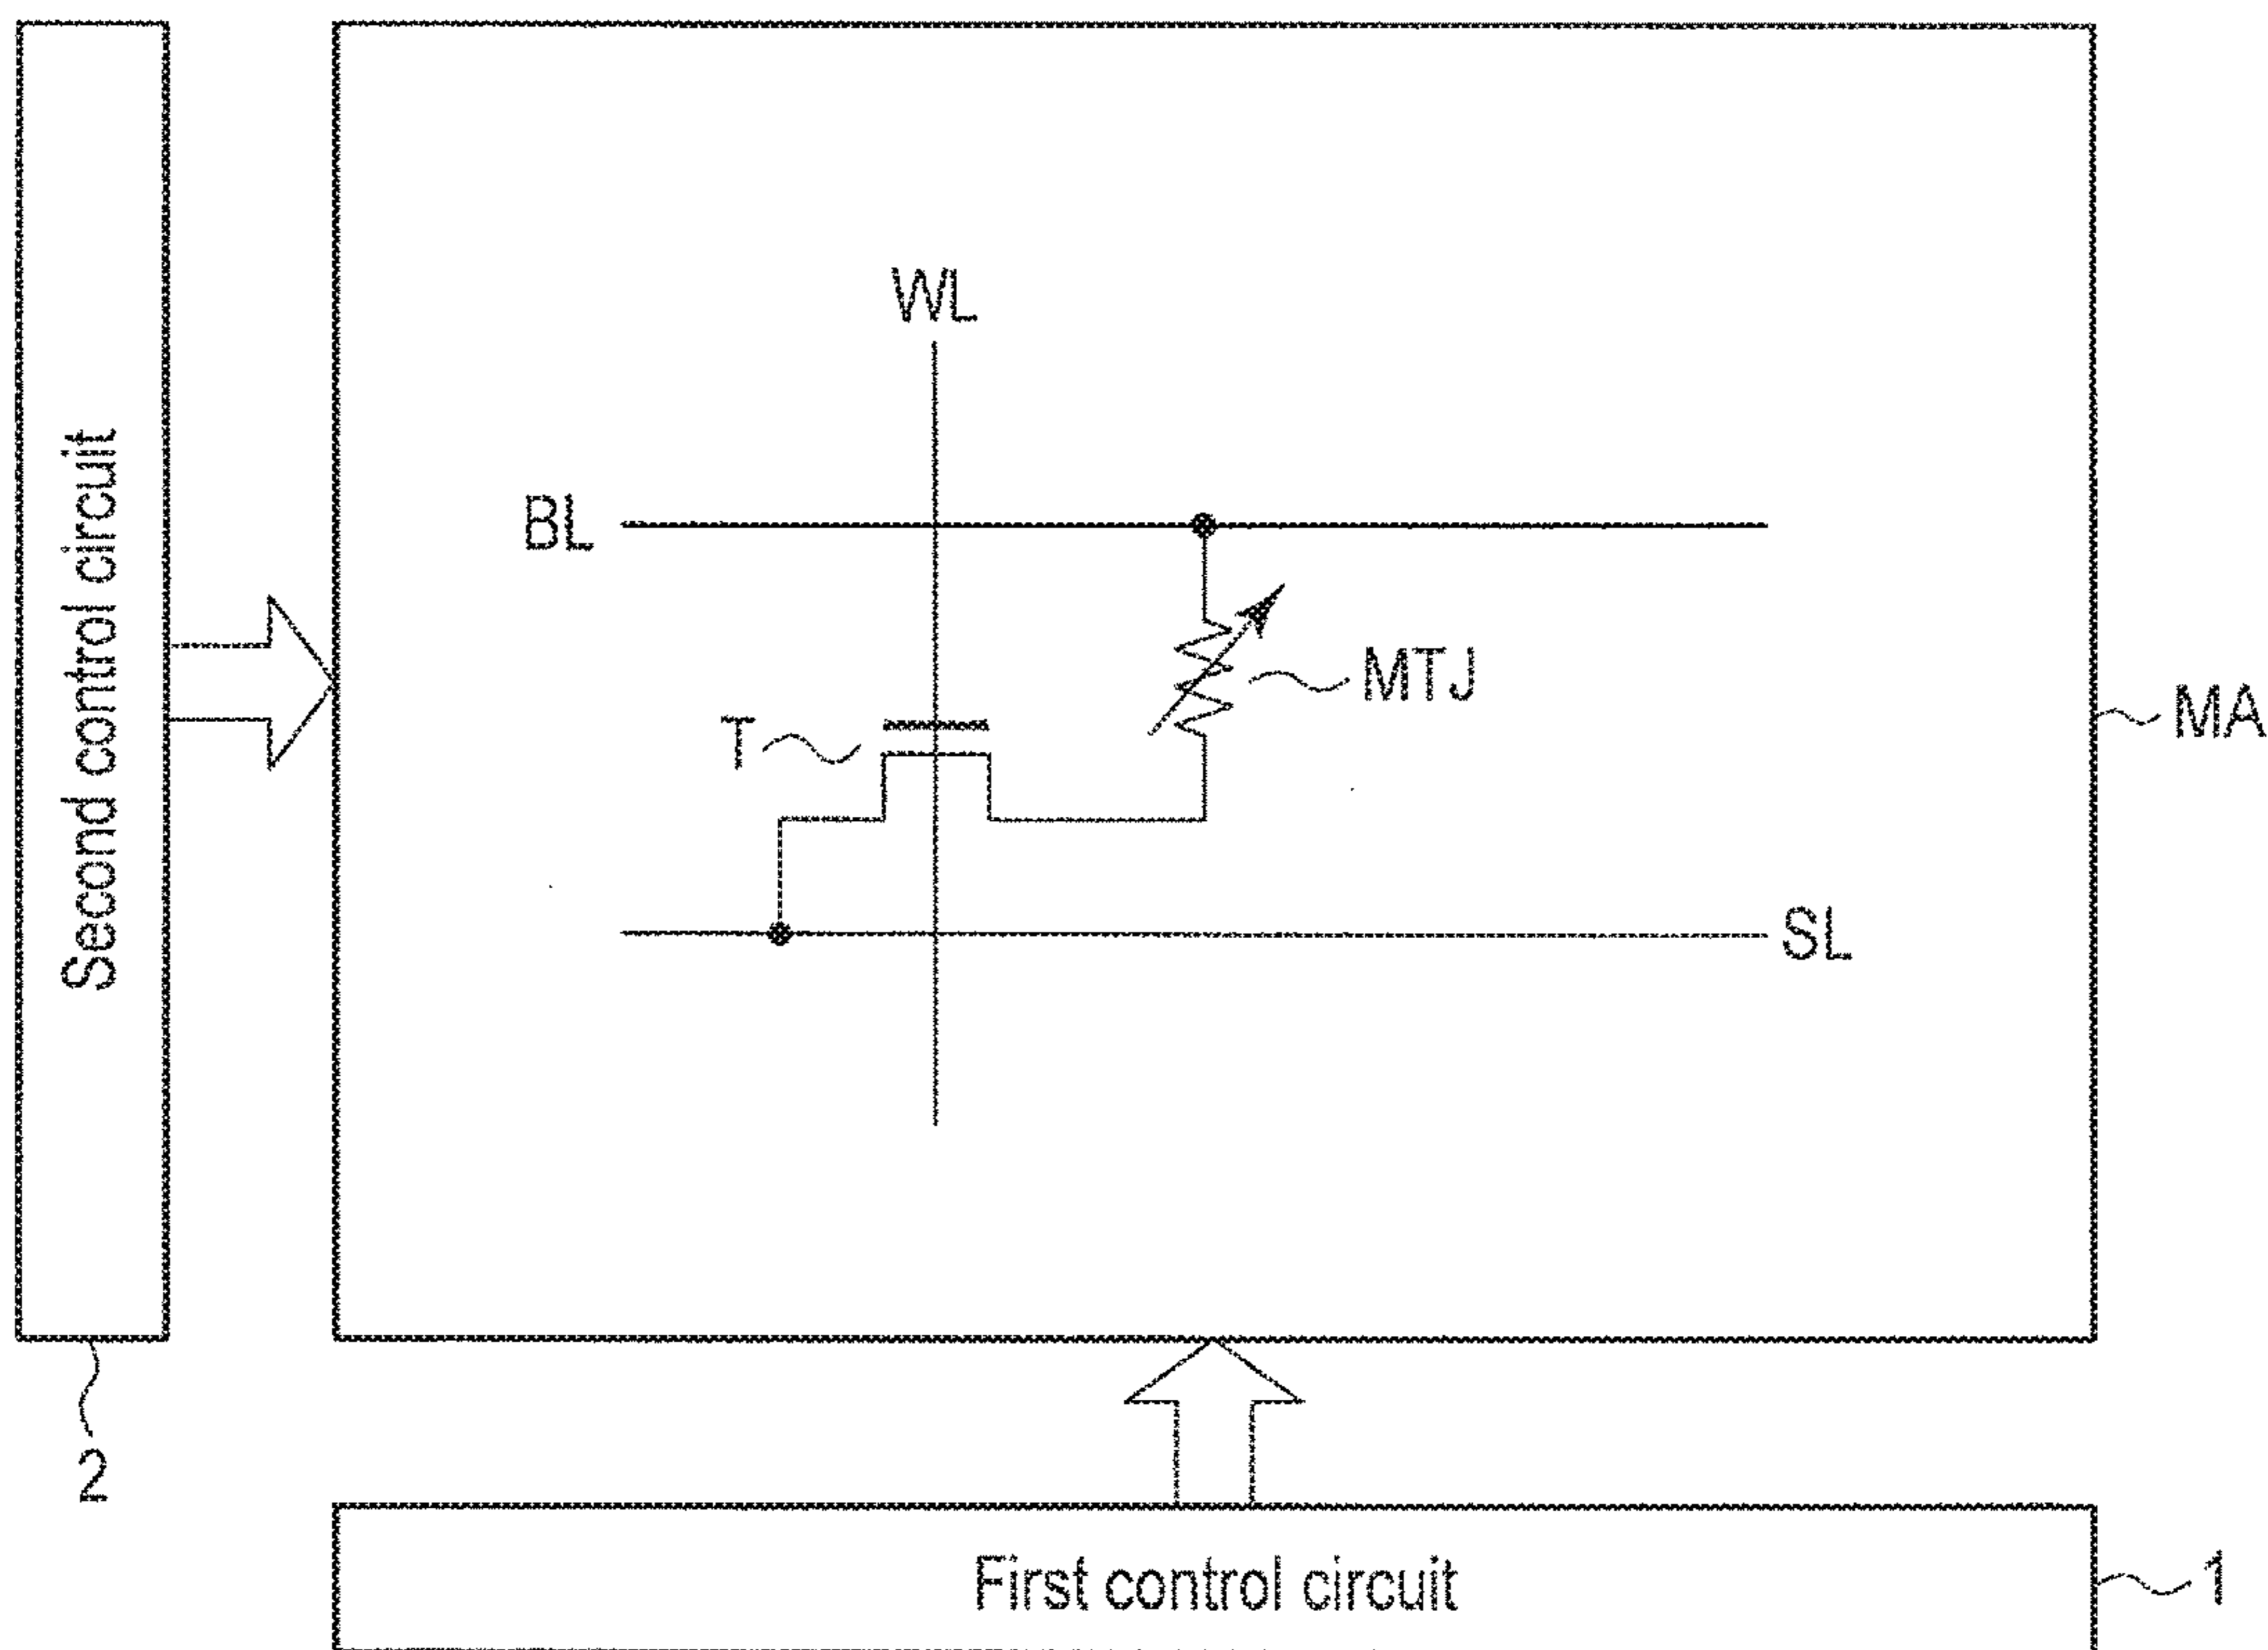 Second control circuit
WL
BL
MTJ
T
MA
SL
2
First control circuit
1